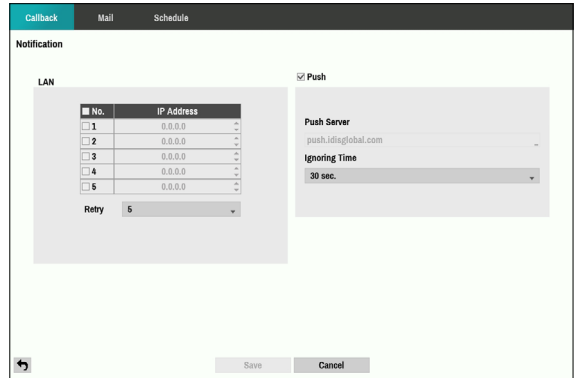 Callback Mail Schedule
Notification
LAN
No. IP Address
1 0.0.0.0
2 0.0.0.0
3 0.0.0.0
4 0.0.0.0
5 0.0.0.0
Retry 5
Push
Push Server
push.idisglobal.com
Ignoring Time
30 sec.
Save Cancel